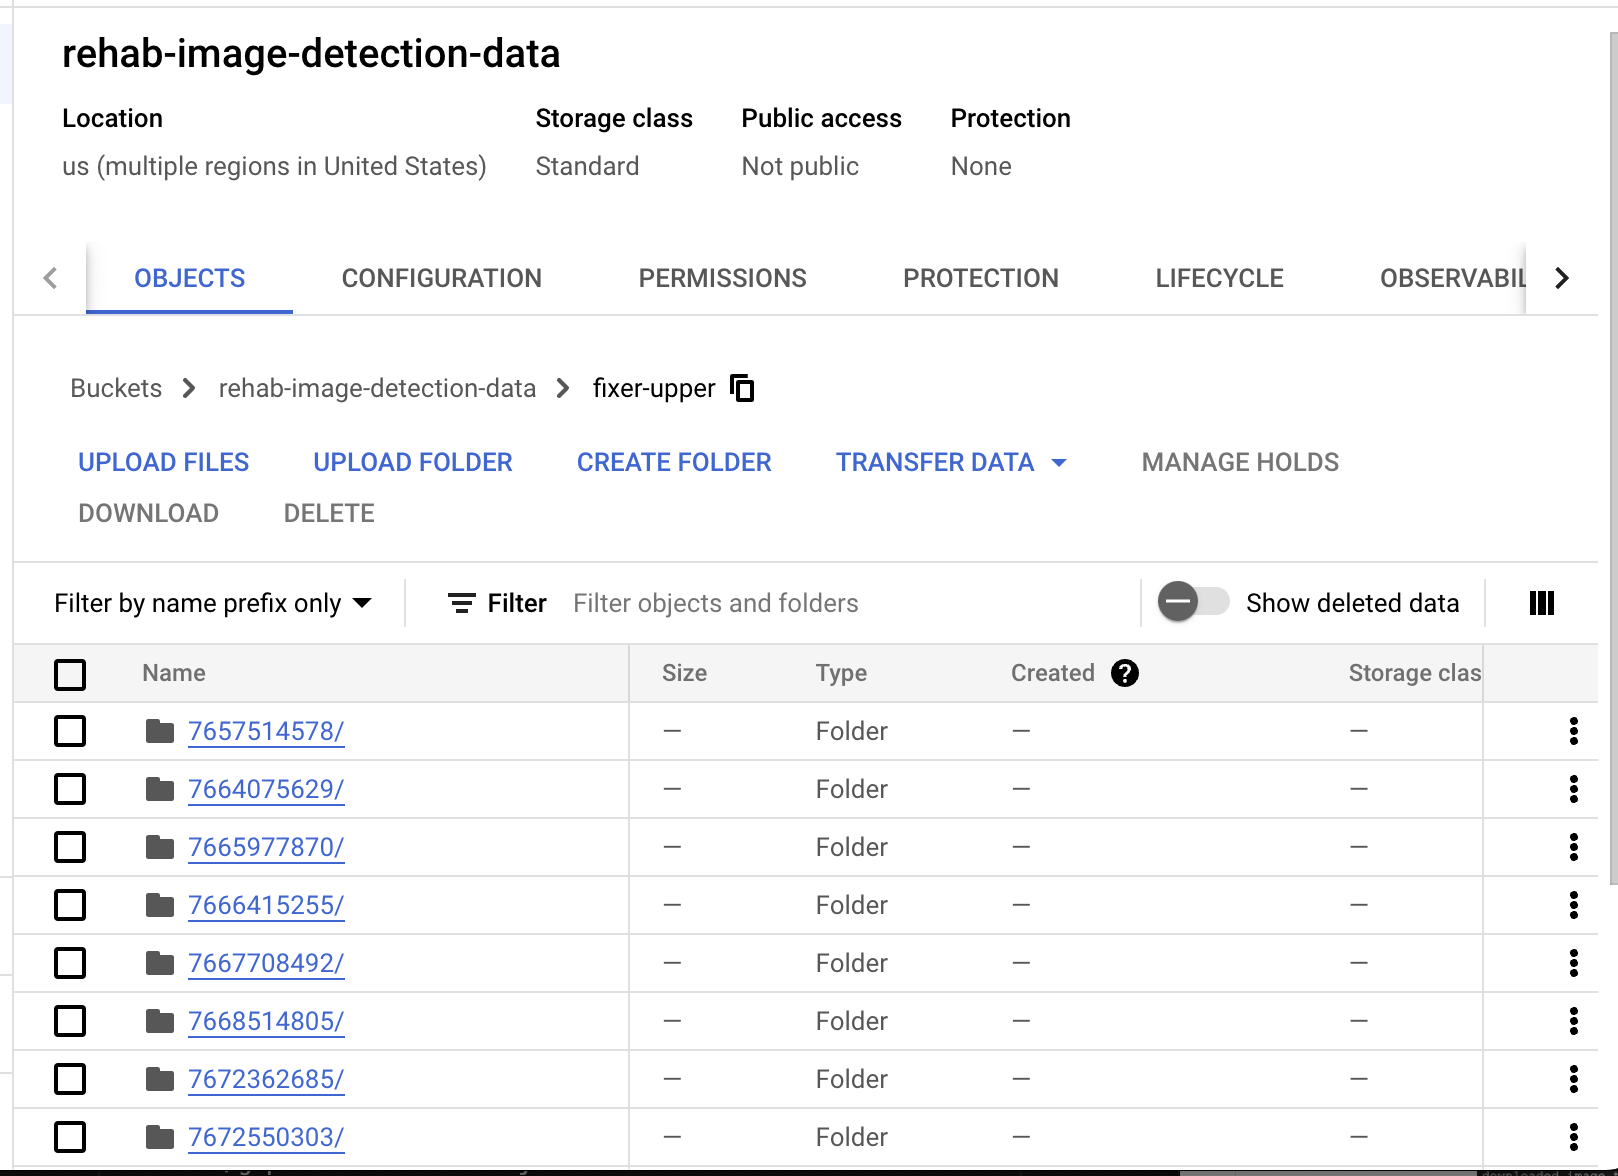 rehab-image-detection-data
Location Storage class Public access Protection
us (multiple regions in United States) Standard Not public None
OBJECTS CONFIGURATION PERMISSIONS PROTECTION LIFECYCLE OBSERVABIL
Buckets rehab-image-detection-data fixer-upper
UPLOAD FILES UPLOAD FOLDER CREATE FOLDER TRANSFER DATA MANAGE HOLDS
DOWNLOAD DELETE
Filter by name prefix only Filter Filter objects and folders Show deleted data
Name Size Type Created ? Storage clas
7657514578/ — Folder — —
7664075629/ — Folder — —
7665977870/ — Folder — —
7666415255/ — Folder — —
7667708492/ — Folder — —
7668514805/ — Folder — —
7672362685/ — Folder — —
7672550303/ — Folder — —